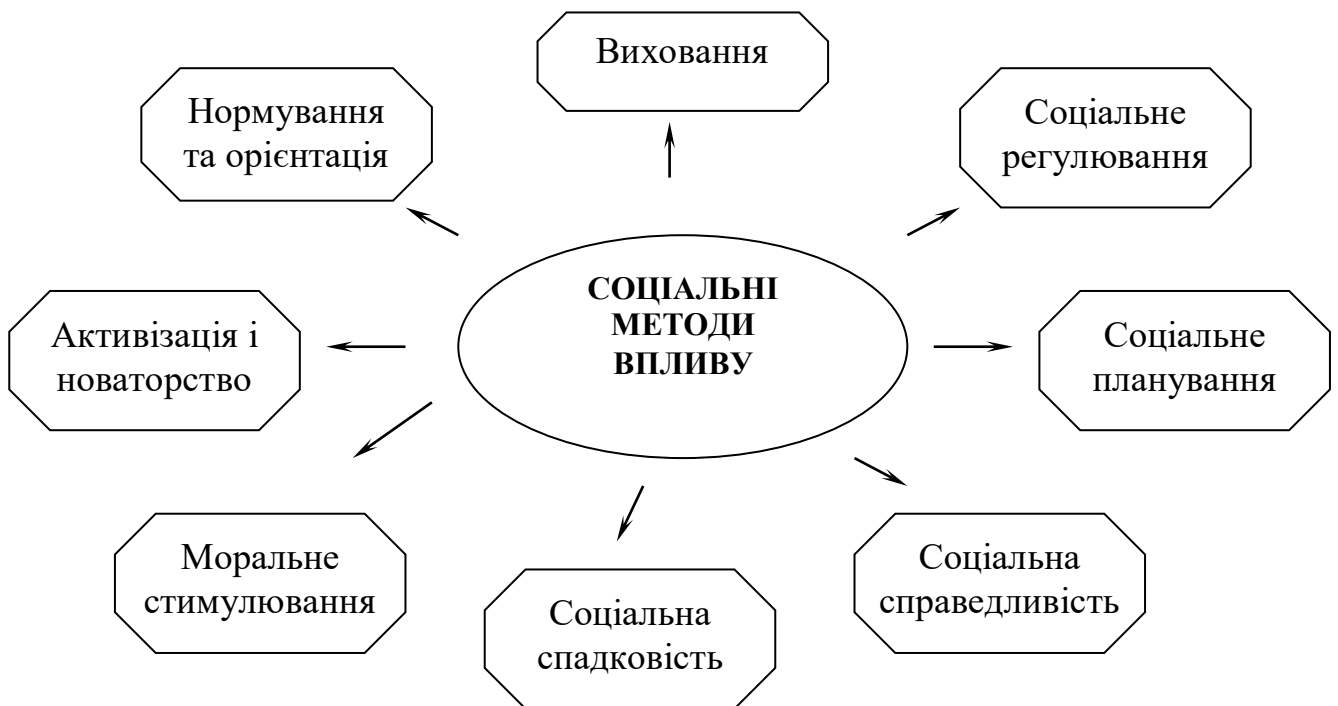 Виховання
Нормування
та орієнтація
Соціальне
регулювання
СОЦІАЛЬНІ
МЕТОДИ
ВПЛИВУ
Активізація і
новаторство
Соціальне
планування
Моральне
стимулювання
Соціальна
спадковість
Соціальна
справедливість